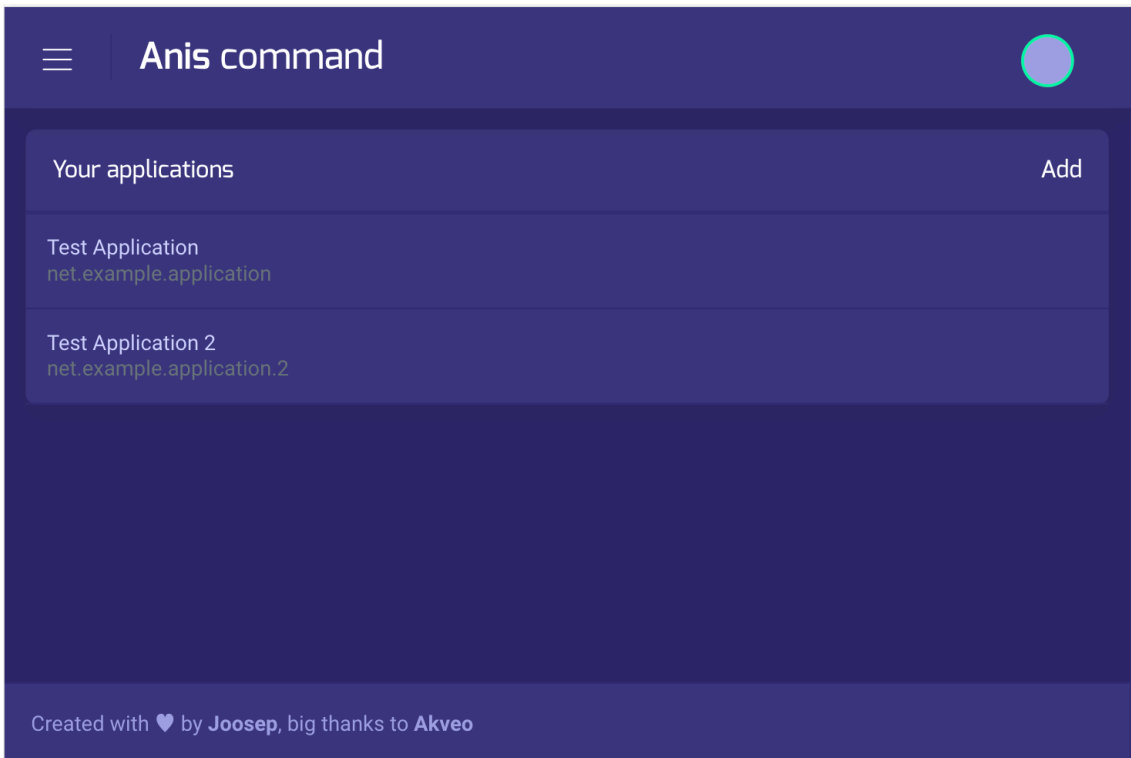 Anis command
Your applications
Add
Test Application
net.example.application
Test Application 2
net.example.application.2
Created with ♥ by Joosep, big thanks to Akveo